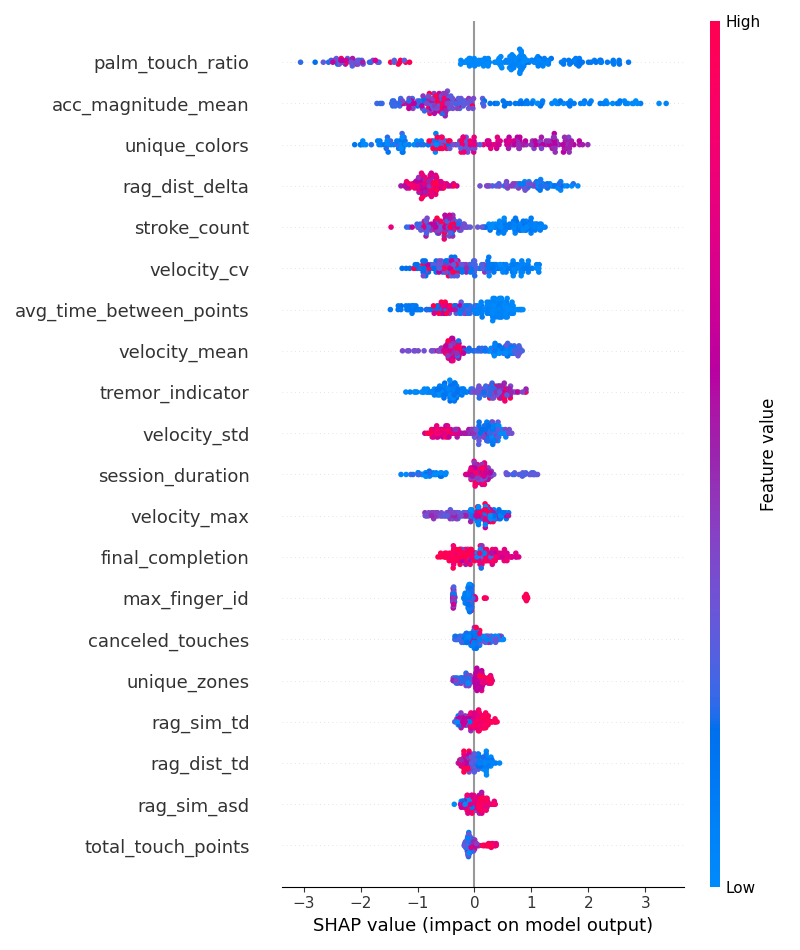 High
palm_touch_ratio
acc_magnitude_mean
unique_colors
rag_dist_delta
stroke_count
velocity_cv
avg_time_between_points
velocity_mean
tremor_indicator
velocity_std
session_duration
velocity_max
final_completion
max_finger_id
canceled_touches
unique_zones
rag_sim_td
rag_dist_td
rag_sim_asd
total_touch_points
Feature value
Low
−3 −2 −1 0 1 2 3
SHAP value (impact on model output)